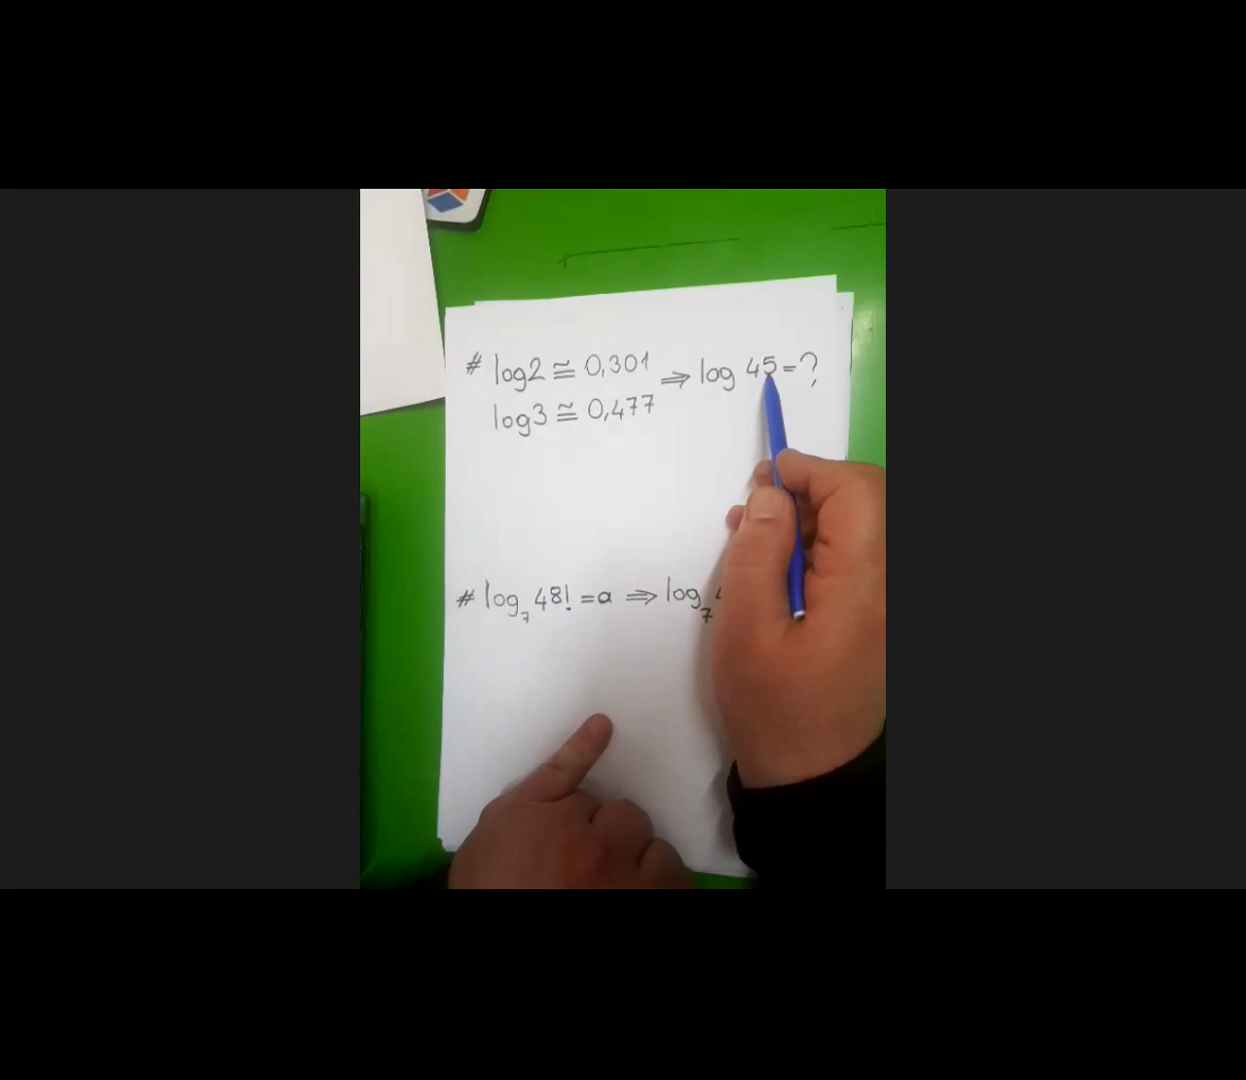 # log2 ≅ 0,301 ⇒ log 45=?
log3 ≅ 0,477
# log₇ 48! = a ⇒ log₇